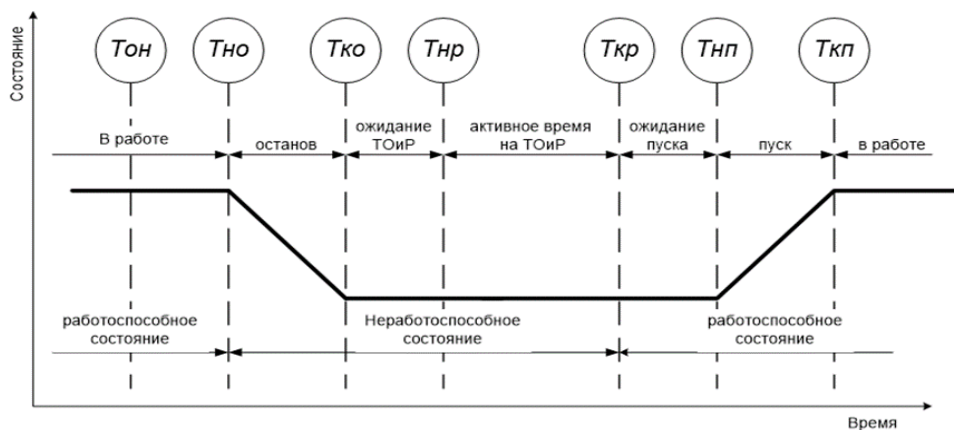 Состояние
Тон Тно Тко Тнр Ткр Тнп Ткп
В работе
останов
ожидание
ТОиР
активное время
на ТОиР
ожидание
пуска
пуск
в работе
работоспособное
состояние
Неработоспособное
состояние
работоспособное
состояние
Время